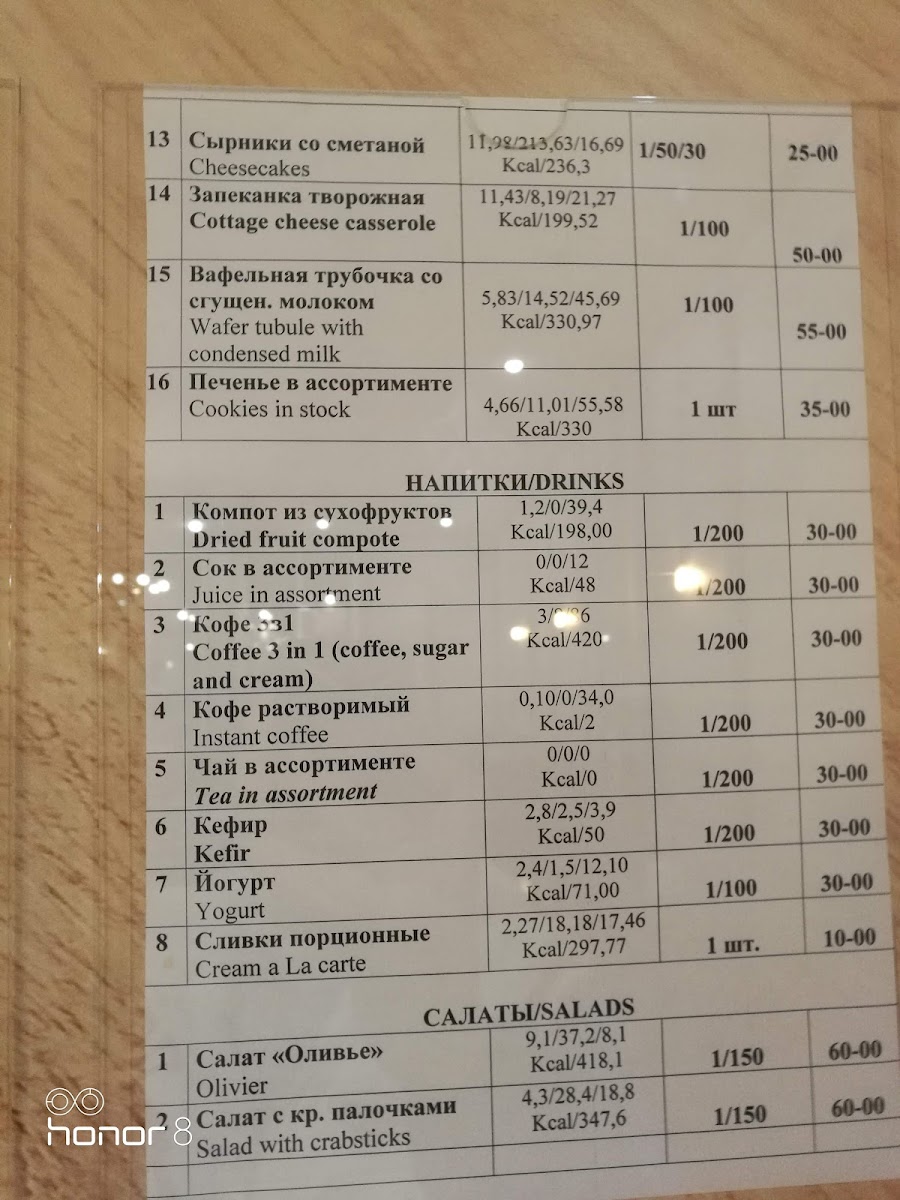 13 Сырники со сметаной 11,98/213,63/16,69 1/50/30 25-00
Cheesecakes Kcal/236,3
14 Запеканка творожная 11,43/8,19/21,27
Cottage cheese casserole Kcal/199,52 1/100
50-00
15 Вафельная трубочка со
сгущен. молоком 5,83/14,52/45,69 1/100
Wafer tubule with Kcal/330,97 55-00
condensed milk
16 Печенье в ассортименте
Cookies in stock 4,66/11,01/55,58 1 шт 35-00
Kcal/330
НАПИТКИ/DRINKS
1 Компот из сухофруктов 1,2/0/39,4
Dried fruit compote Kcal/198,00 1/200 30-00
2 Сок в ассортименте 0/0/12
Juice in assortment Kcal/48 1/200 30-00
3 Кофе 3в1
Coffee 3 in 1 (coffee, sugar Kcal/420 1/200 30-00
and cream)
4 Кофе растворимый 0,10/0/34,0
Instant coffee Kcal/2 1/200 30-00
5 Чай в ассортименте 0/0/0
Tea in assortment Kcal/0 1/200 30-00
6 Кефир 2,8/2,5/3,9
Kefir Kcal/50 1/200 30-00
7 Йогурт 2,4/1,5/12,10
Yogurt Kcal/71,00 1/100 30-00
8 Сливки порционные 2,27/18,18/17,46
Cream a La carte Kcal/297,77 1 шт. 10-00
САЛАТЫ/SALADS
1 Салат «Оливье» 9,1/37,2/8,1
Olivier Kcal/418,1 1/150 60-00
2 Салат с кр. палочками 4,3/28,4/18,8
Salad with crabsticks Kcal/347,6 1/150 60-00
honor 8